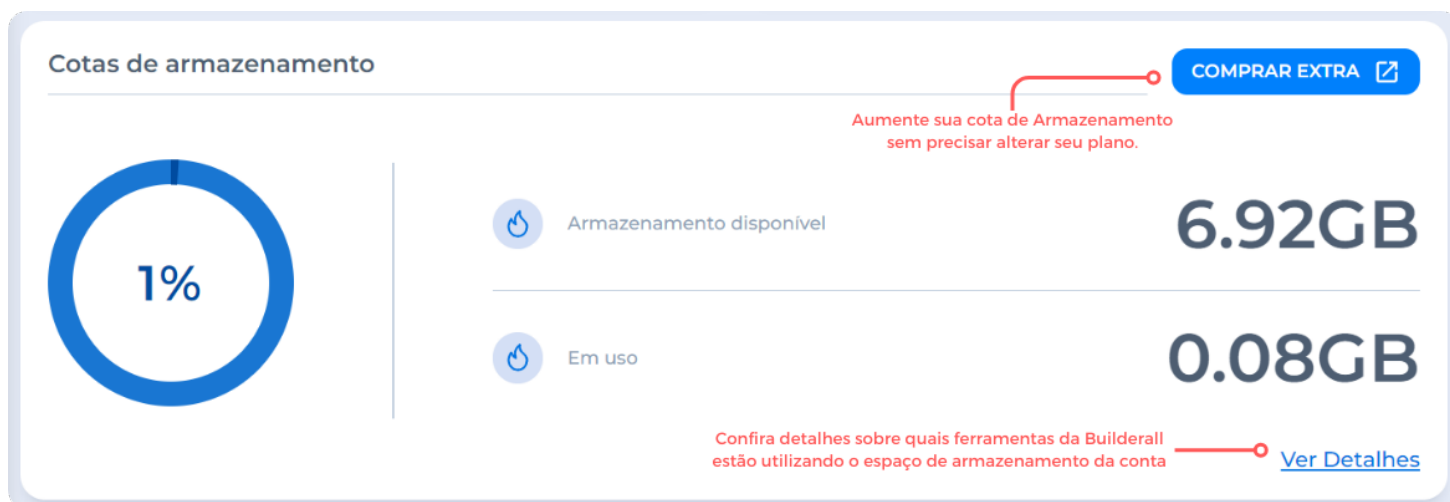 Cotas de armazenamento
COMPRAR EXTRA
Aumente sua cota de Armazenamento
sem precisar alterar seu plano.
1%
Armazenamento disponível
6.92GB
Em uso
0.08GB
Confira detalhes sobre quais ferramentas da Builderall
estão utilizando o espaço de armazenamento da conta
Ver Detalhes